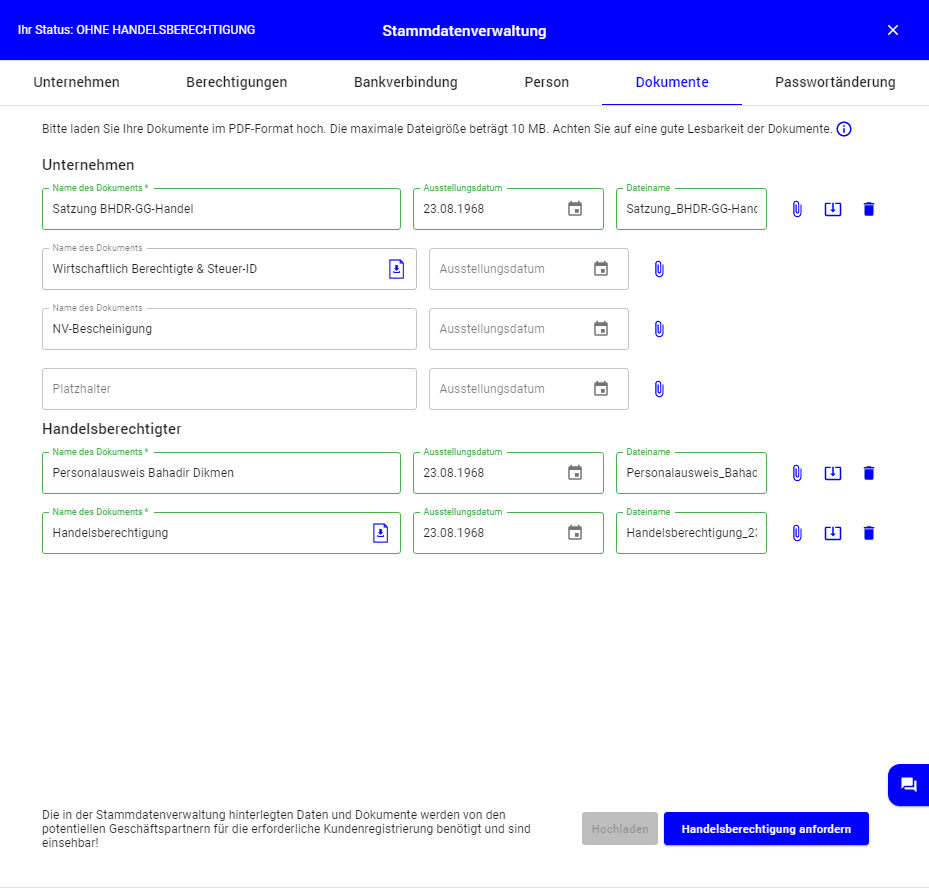 Ihr Status: OHNE HANDELSBERECHTIGUNG
Stammdatenverwaltung
Unternehmen
Berechtigungen
Bankverbindung
Person
Dokumente
Passwortänderung
Bitte laden Sie Ihre Dokumente im PDF-Format hoch. Die maximale Dateigröße beträgt 10 MB. Achten Sie auf eine gute Lesbarkeit der Dokumente.
Unternehmen
Name des Dokuments *
Ausstellungsdatum
Dateiname
Satzung BHDR-GG-Handel
23.08.1968
Satzung_BHDR-GG-Hand
Name des Dokuments
Wirtschaftlich Berechtigte & Steuer-ID
Ausstellungsdatum
Name des Dokuments
NV-Bescheinigung
Ausstellungsdatum
Platzhalter
Ausstellungsdatum
Handelsberechtigter
Name des Dokuments *
Ausstellungsdatum
Dateiname
Personalausweis Bahadir Dikmen
23.08.1968
Personalausweis_Bahad
Name des Dokuments *
Ausstellungsdatum
Dateiname
Handelsberechtigung
23.08.1968
Handelsberechtigung_23
Die in der Stammdatenverwaltung hinterlegten Daten und Dokumente werden von den
potentiellen Geschäftspartnern für die erforderliche Kundenregistrierung benötigt und sind
einsehbar!
Hochladen
Handelsberechtigung anfordern